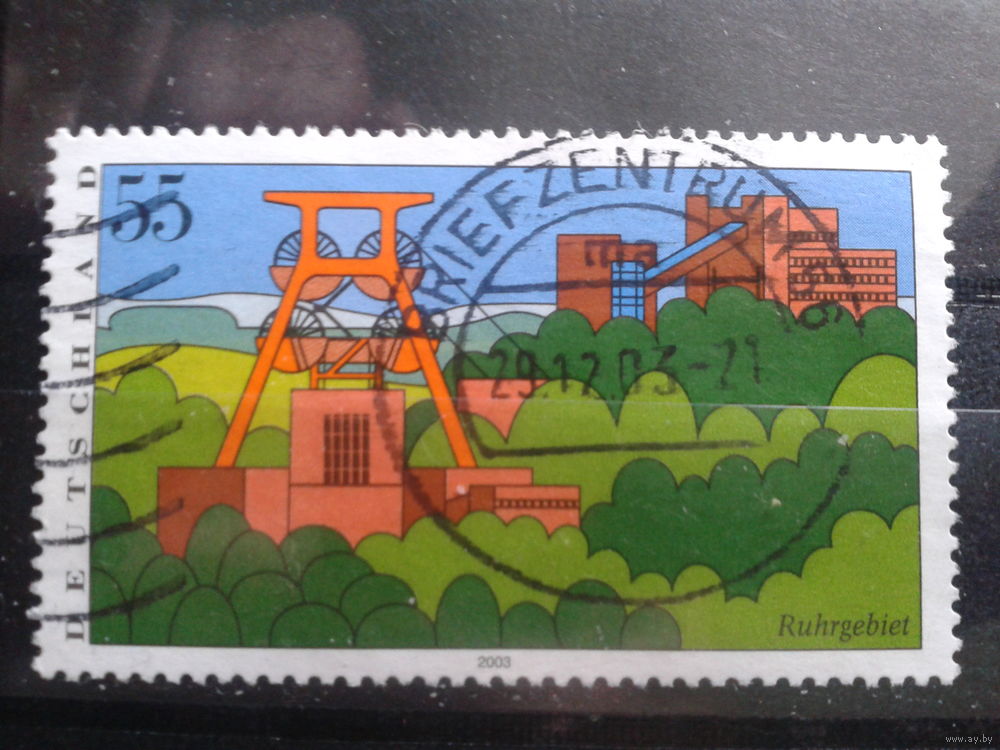 DEUTSCHLAND
55
BRIEFZENTRUM
29.12.03-21
Ruhrgebiet
2003
www.ay.by